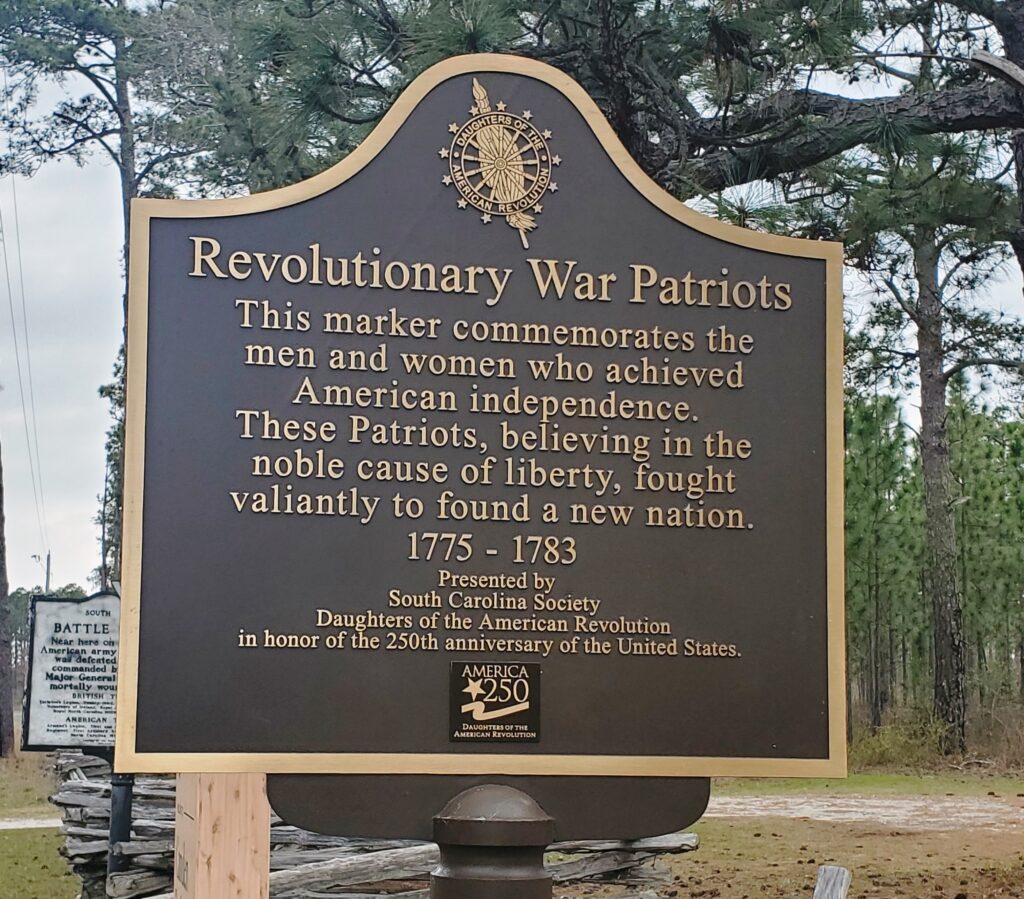 DAUGHTERS OF THE
AMERICAN REVOLUTION
Revolutionary War Patriots
This marker commemorates the
men and women who achieved
American independence.
These Patriots, believing in the
noble cause of liberty, fought
valiantly to found a new nation.
1775 - 1783
Presented by
South Carolina Society
Daughters of the American Revolution
in honor of the 250th anniversary of the United States.
AMERICA
250
DAUGHTERS OF THE
AMERICAN REVOLUTION
SOUTH
BATTLE
Near here on
American army
was defeated
commanded
Major General
mortally
BRITISH
AMERICAN